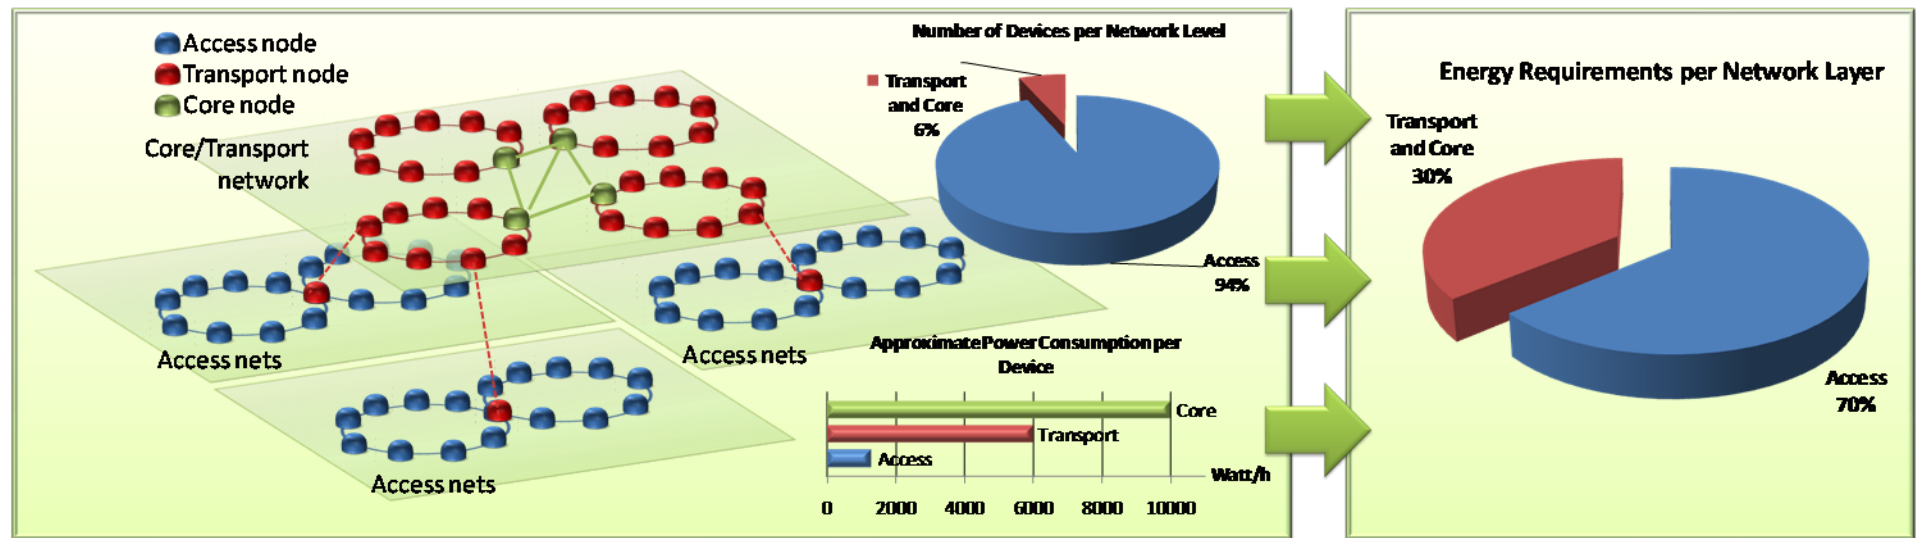 Access node
Transport node
Core node
Core/Transport
network
Access nets
Access nets
Access nets
Number of Devices per Network Level
Transport
and Core
6%
Access
94%
Approximate Power Consumption per
Device
Core
Transport
Access
Watt/h
0 2000 4000 6000 8000 10000
Energy Requirements per Network Layer
Transport
and Core
30%
Access
70%